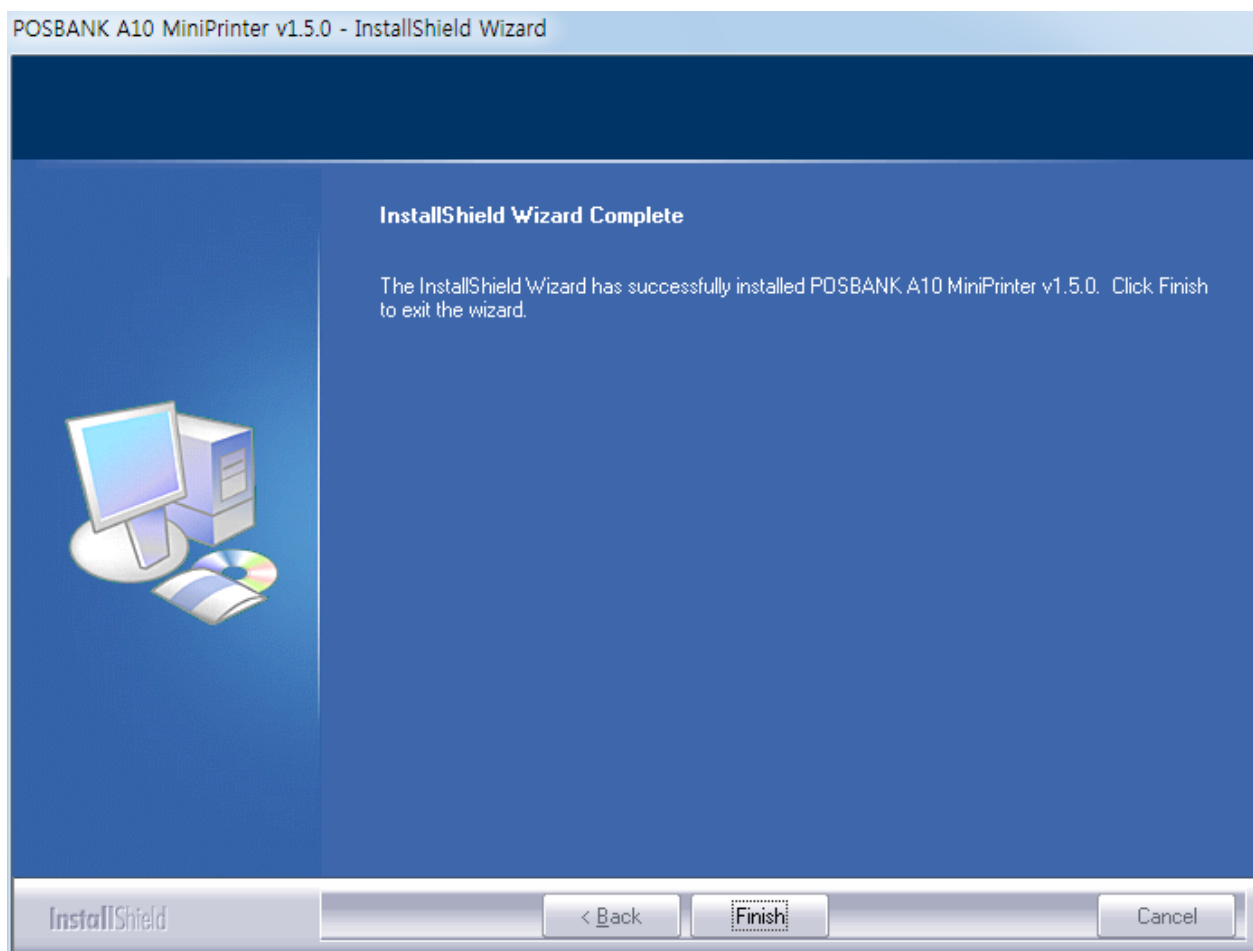 POSBANK A10 MiniPrinter v1.5.0 - InstallShield Wizard
InstallShield Wizard Complete
The InstallShield Wizard has successfully installed POSBANK A10 MiniPrinter v1.5.0.  Click Finish
to exit the wizard.
InstallShield
< Back
Finish
Cancel